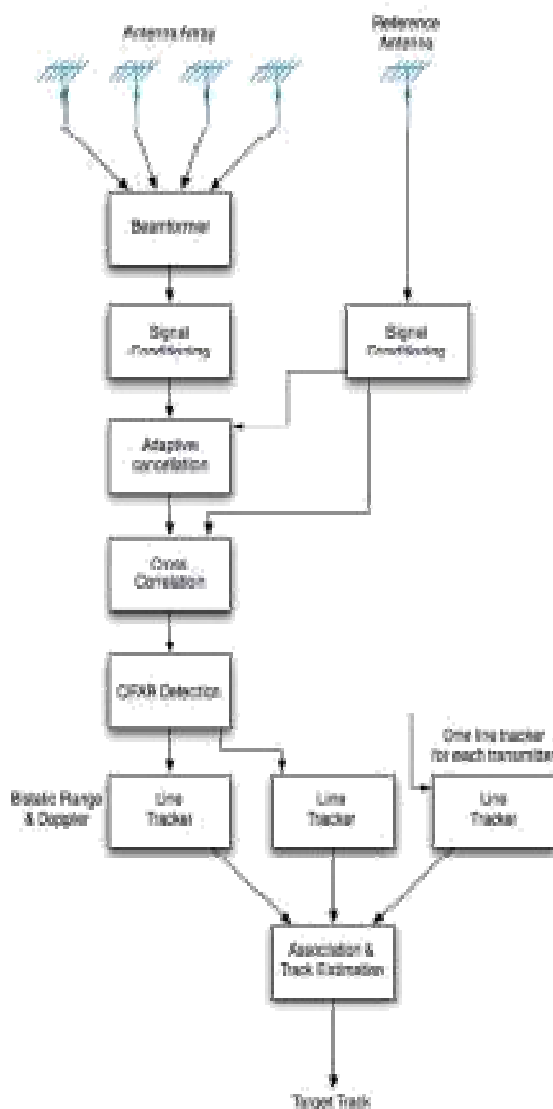 Antenna Array
Reference
Antenna
Beamformer
Signal
Conditioning
Signal
Conditioning
Adaptive
cancellation
Cross
Correlation
CFAR Detection
One line tracker
for each transmitter
Bistatic Range
& Doppler
Line
Tracker
Line
Tracker
Line
Tracker
Association &
Track Estimation
Target Track